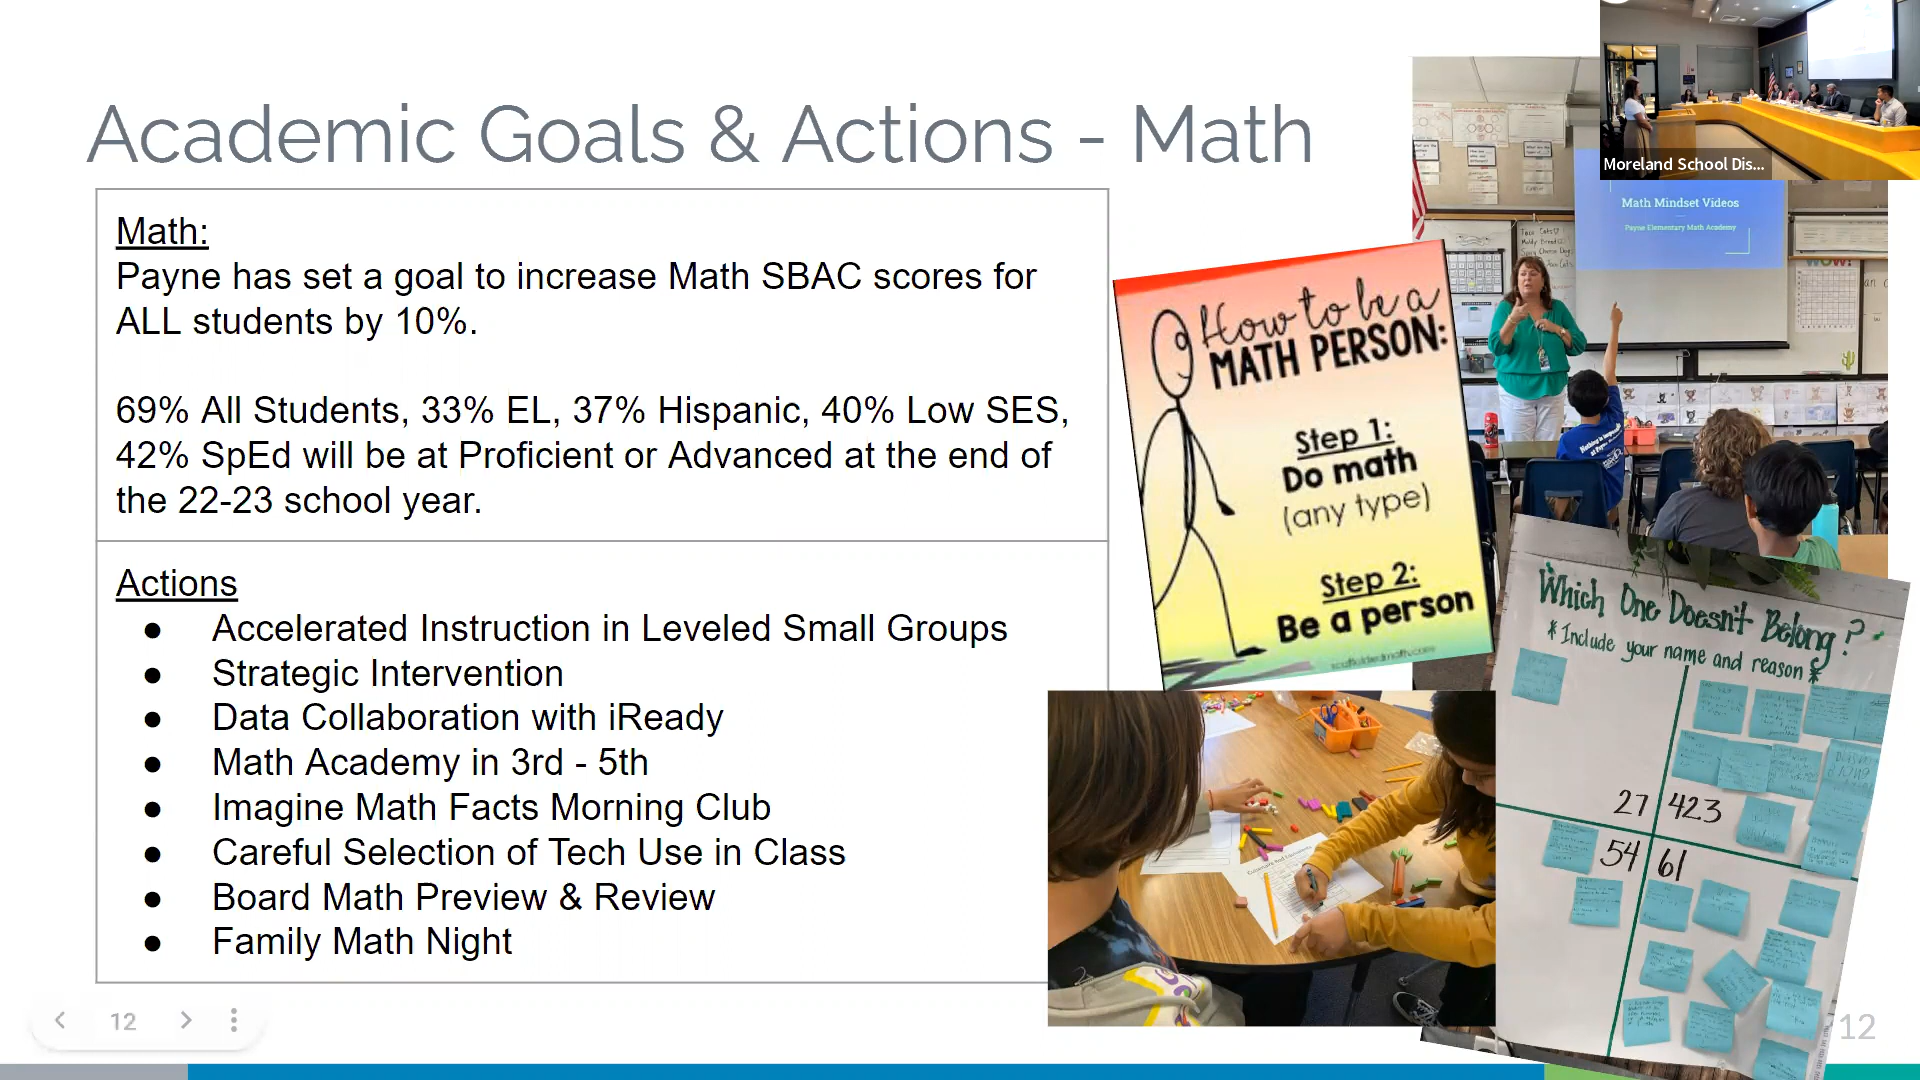 Academic Goals & Actions - Math
Math:
Payne has set a goal to increase Math SBAC scores for
ALL students by 10%.
69% All Students, 33% EL, 37% Hispanic, 40% Low SES,
42% SpEd will be at Proficient or Advanced at the end of
the 22-23 school year.
Actions
● Accelerated Instruction in Leveled Small Groups
● Strategic Intervention
● Data Collaboration with iReady
● Math Academy in 3rd - 5th
● Imagine Math Facts Morning Club
● Careful Selection of Tech Use in Class
● Board Math Preview & Review
● Family Math Night
How to be a
MATH PERSON:
Step 1:
Do math
(any type)
Step 2:
Be a person
Moreland School Dis...
Math Mindset Videos
Payne Elementary Math Academy
WOW!
Which One Doesn't Belong?
*Include your name and reason*
27 423
54 61
12
12